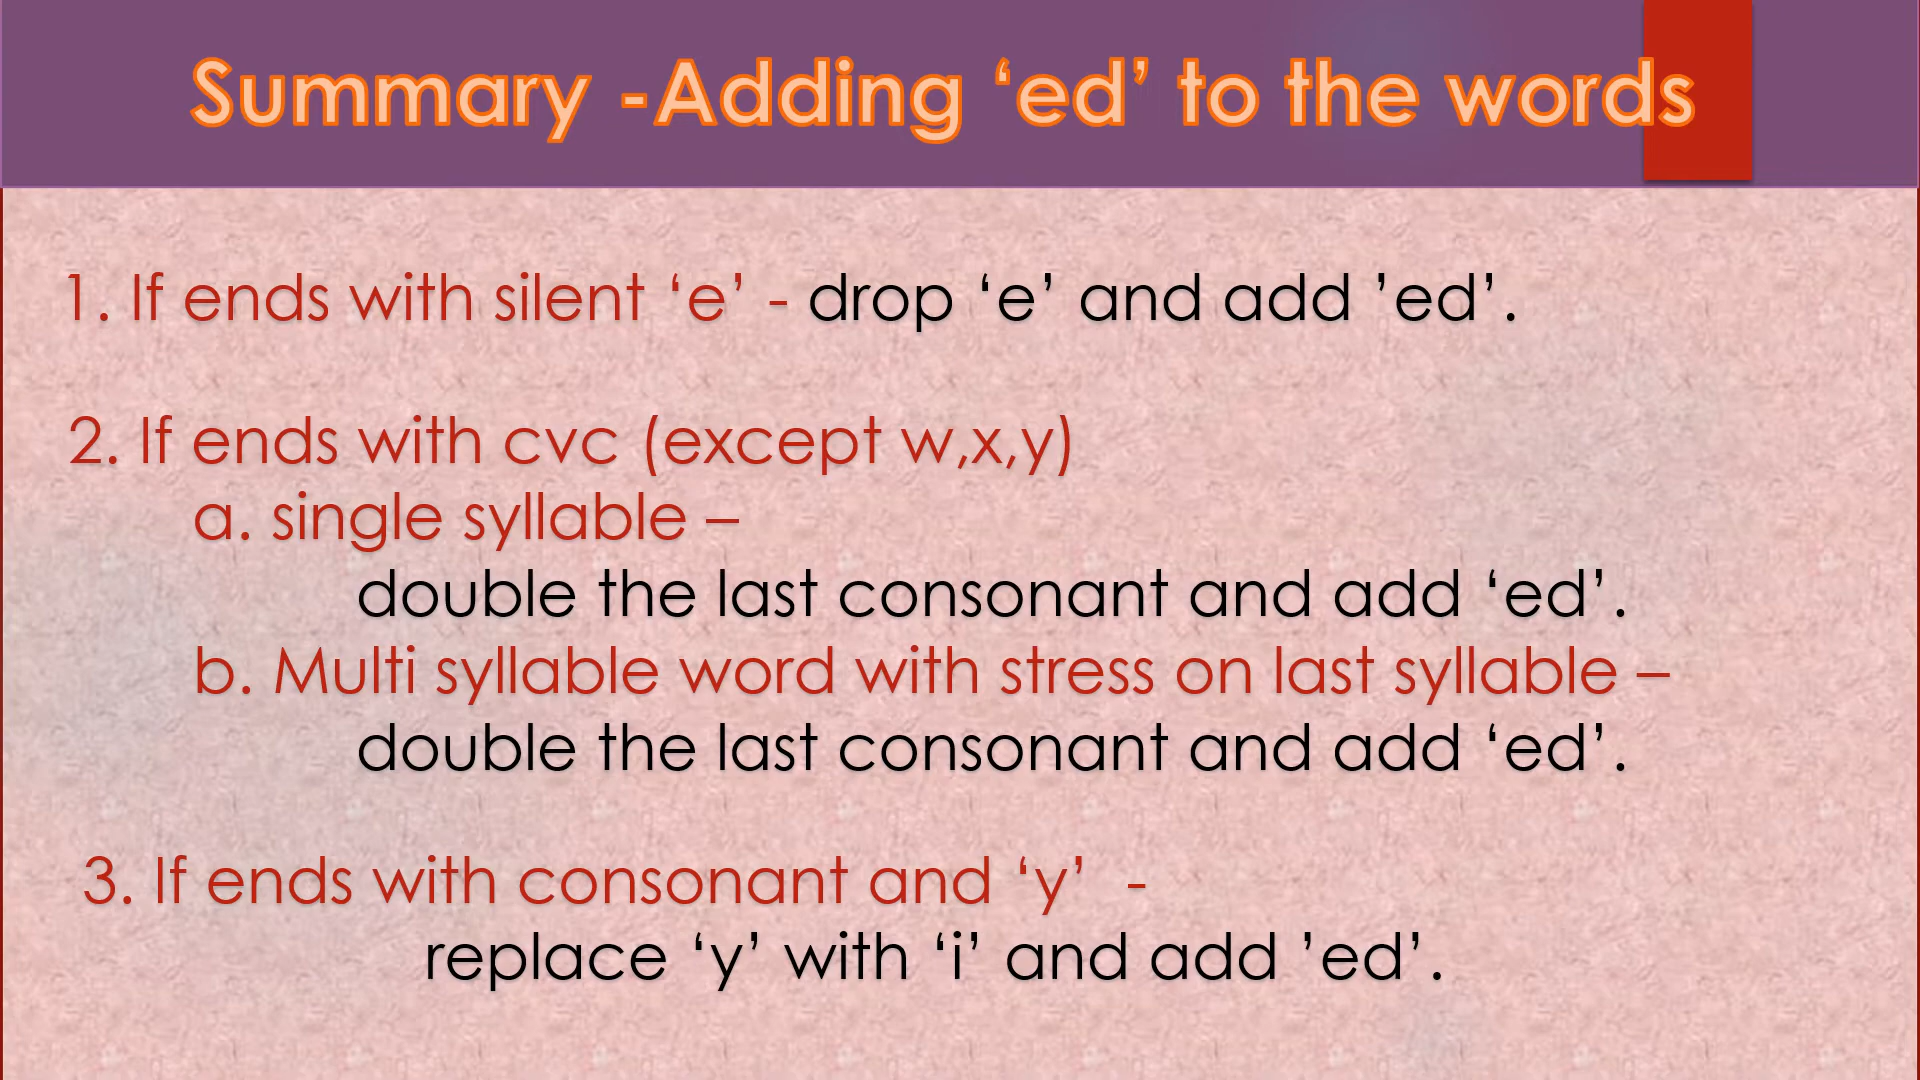 Summary -Adding ‘ed’ to the words
1. If ends with silent ‘e’ - drop ‘e’ and add ’ed’.
2. If ends with cvc (except w,x,y)
a. single syllable –
double the last consonant and add ‘ed’.
b. Multi syllable word with stress on last syllable –
double the last consonant and add ‘ed’.
3. If ends with consonant and ‘y’ -
replace ‘y’ with ‘i’ and add ’ed’.